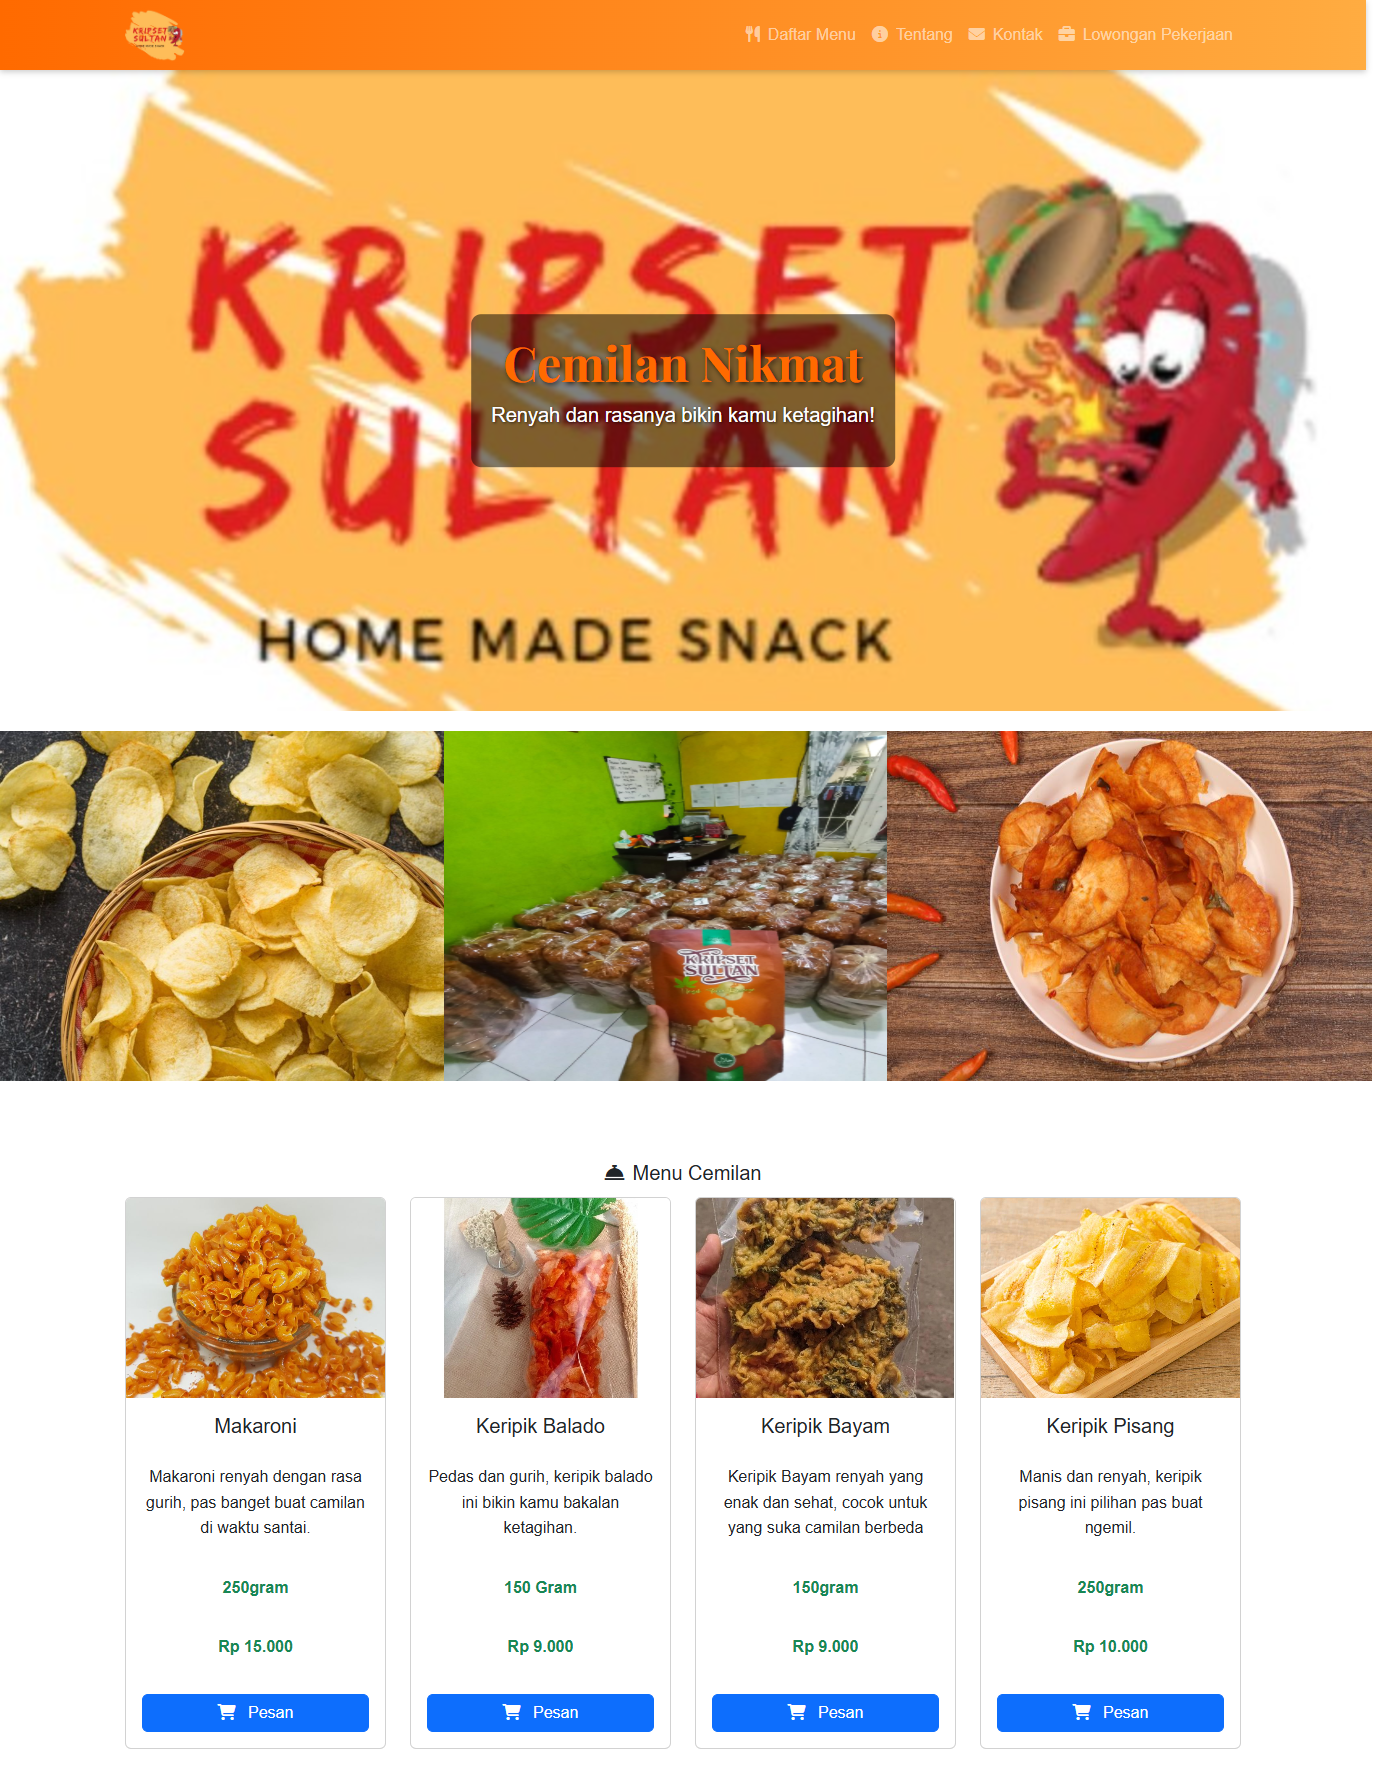 KRIPSET
SULTAN
Daftar Menu
Tentang
Kontak
Lowongan Pekerjaan
KRIPSET
SULTAN
Cemilan Nikmat
Renyah dan rasanya bikin kamu ketagihan!
HOME MADE SNACK
KRIPSET
SULTAN
Menu Cemilan
Makaroni
Makaroni renyah dengan rasa
gurih, pas banget buat camilan
di waktu santai.
250gram
Rp 15.000
Pesan
Keripik Balado
Pedas dan gurih, keripik balado
ini bikin kamu bakalan
ketagihan.
150 Gram
Rp 9.000
Pesan
Keripik Bayam
Keripik Bayam renyah yang
enak dan sehat, cocok untuk
yang suka camilan berbeda
150gram
Rp 9.000
Pesan
Keripik Pisang
Manis dan renyah, keripik
pisang ini pilihan pas buat
ngemil.
250gram
Rp 10.000
Pesan